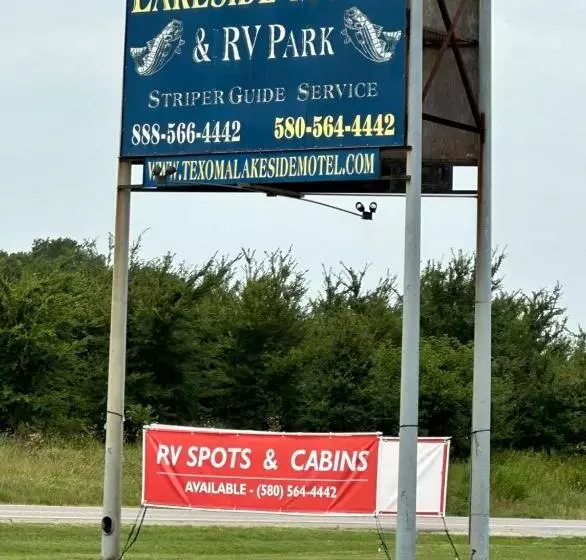 LAKESIDE
& RV PARK
STRIPER GUIDE SERVICE
888-566-4442 580-564-4442
WWW.TEXOMALAKESIDEMOTEL.COM
RV SPOTS & CABINS
AVAILABLE - (580) 564-4442